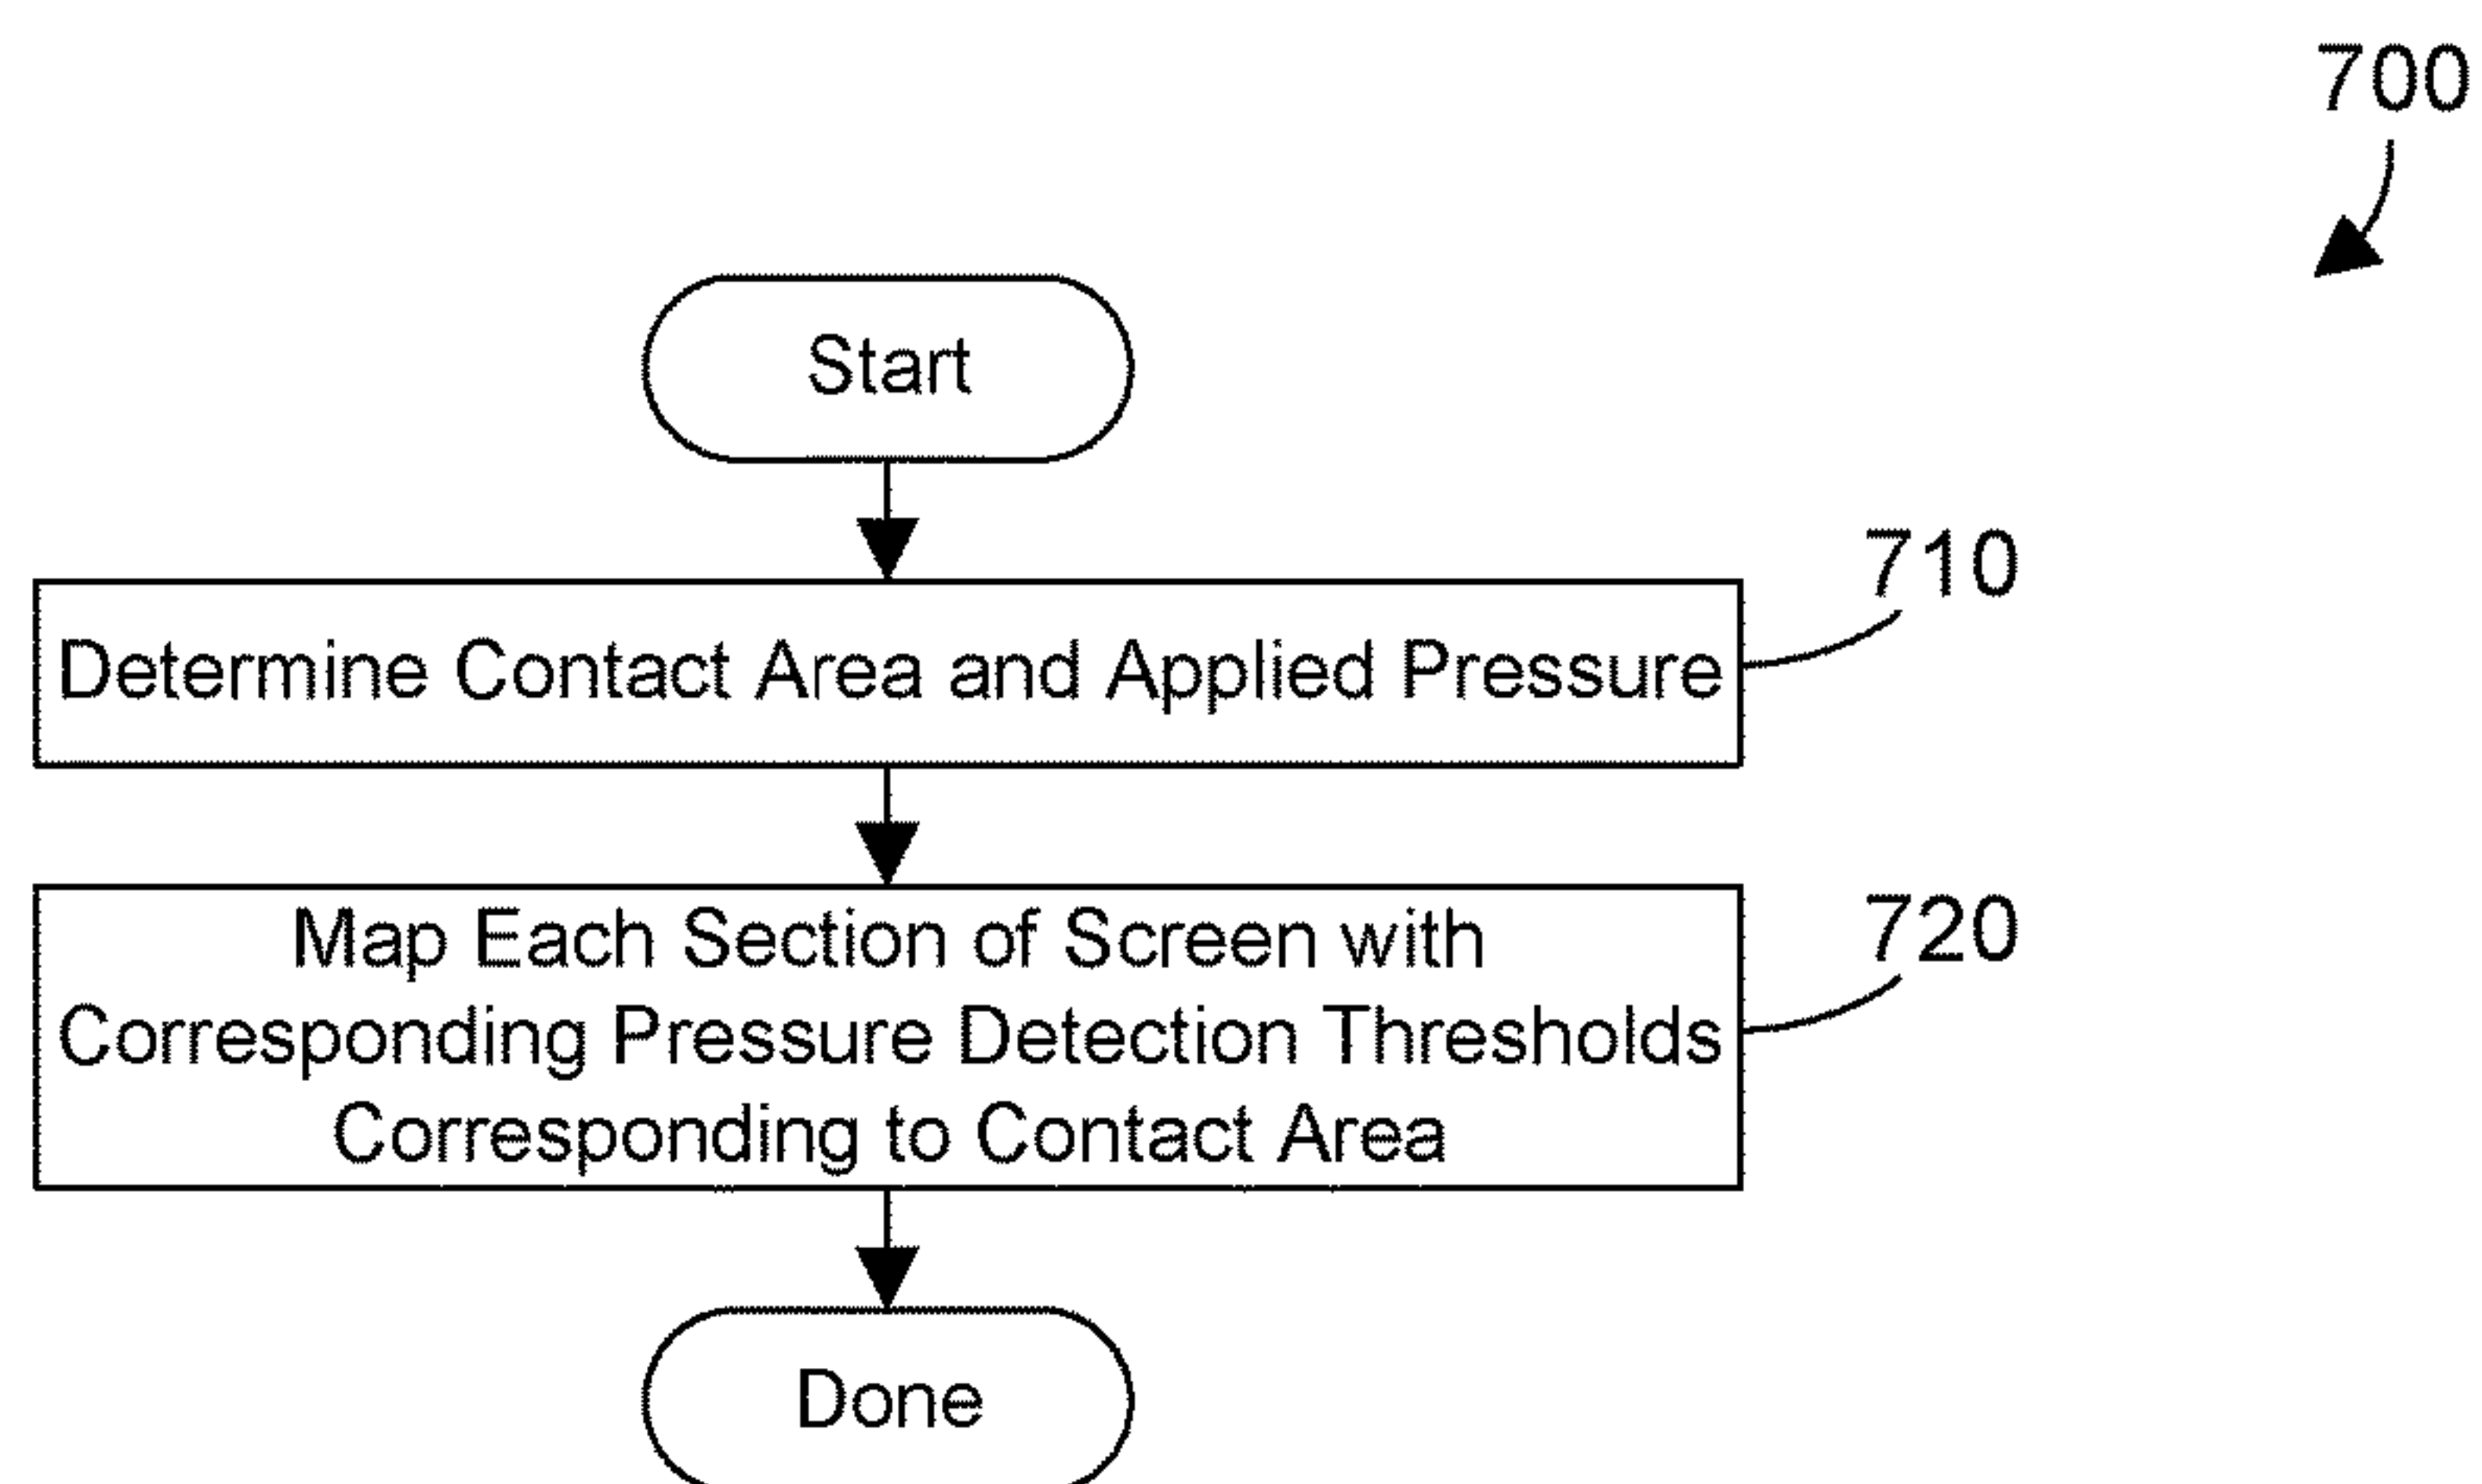 700
Start
710
Determine Contact Area and Applied Pressure
720
Map Each Section of Screen with
Corresponding Pressure Detection Thresholds
Corresponding to Contact Area
Done